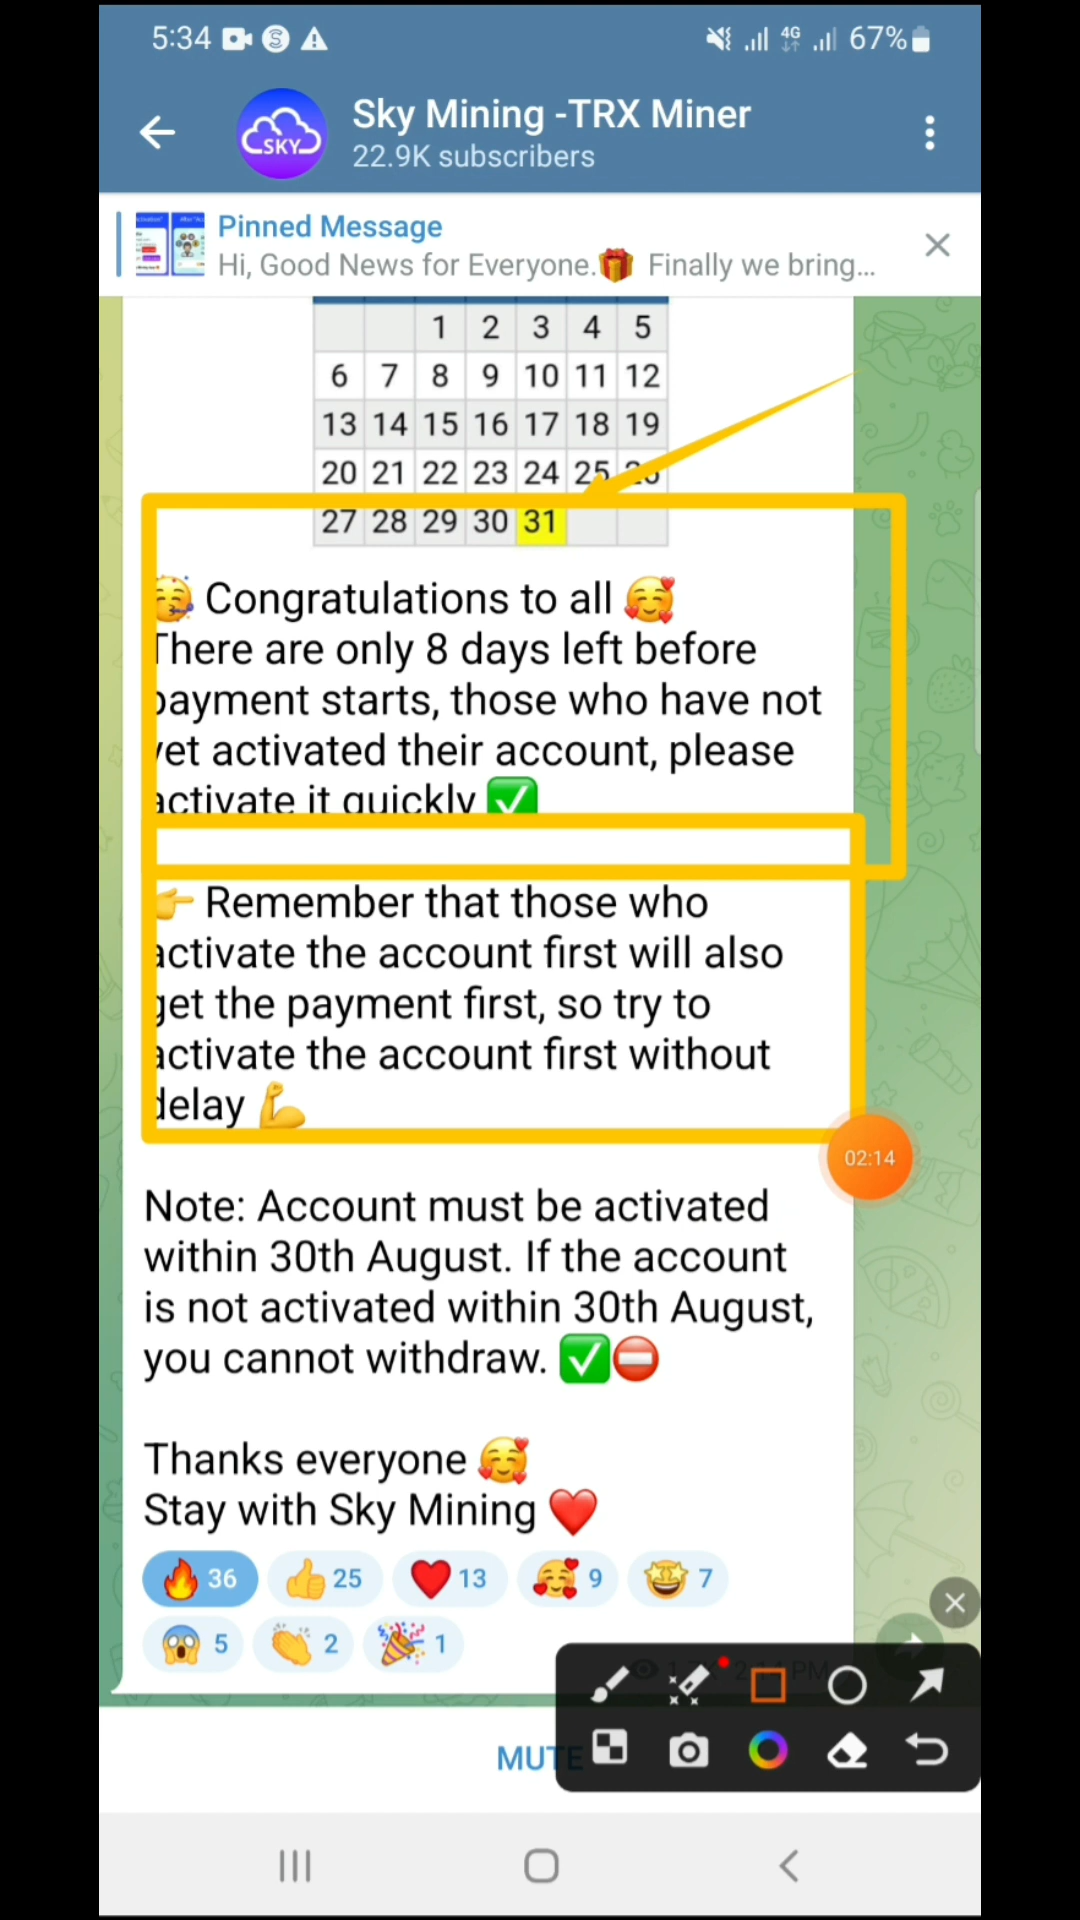 5:34
4G
67%
Sky Mining -TRX Miner
SKY
22.9K subscribers
Pinned Message
Hi, Good News for Everyone.🎁 Finally we bring...
1 2 3 4 5
6 7 8 9 10 11 12
13 14 15 16 17 18 19
20 21 22 23 24 25 26
27 28 29 30 31
🥳 Congratulations to all 🥰
There are only 8 days left before
payment starts, those who have not
yet activated their account, please
activate it quickly ✅
👉 Remember that those who
activate the account first will also
get the payment first, so try to
activate the account first without
delay 💪
02:14
Note: Account must be activated
within 30th August. If the account
is not activated within 30th August,
you cannot withdraw. ✅⛔
Thanks everyone 🥰
Stay with Sky Mining ❤️
🔥 36 👍 25 ❤️ 13 🥰 9 🤩 7
😱 5 👏 2 🎉 1
MUTE